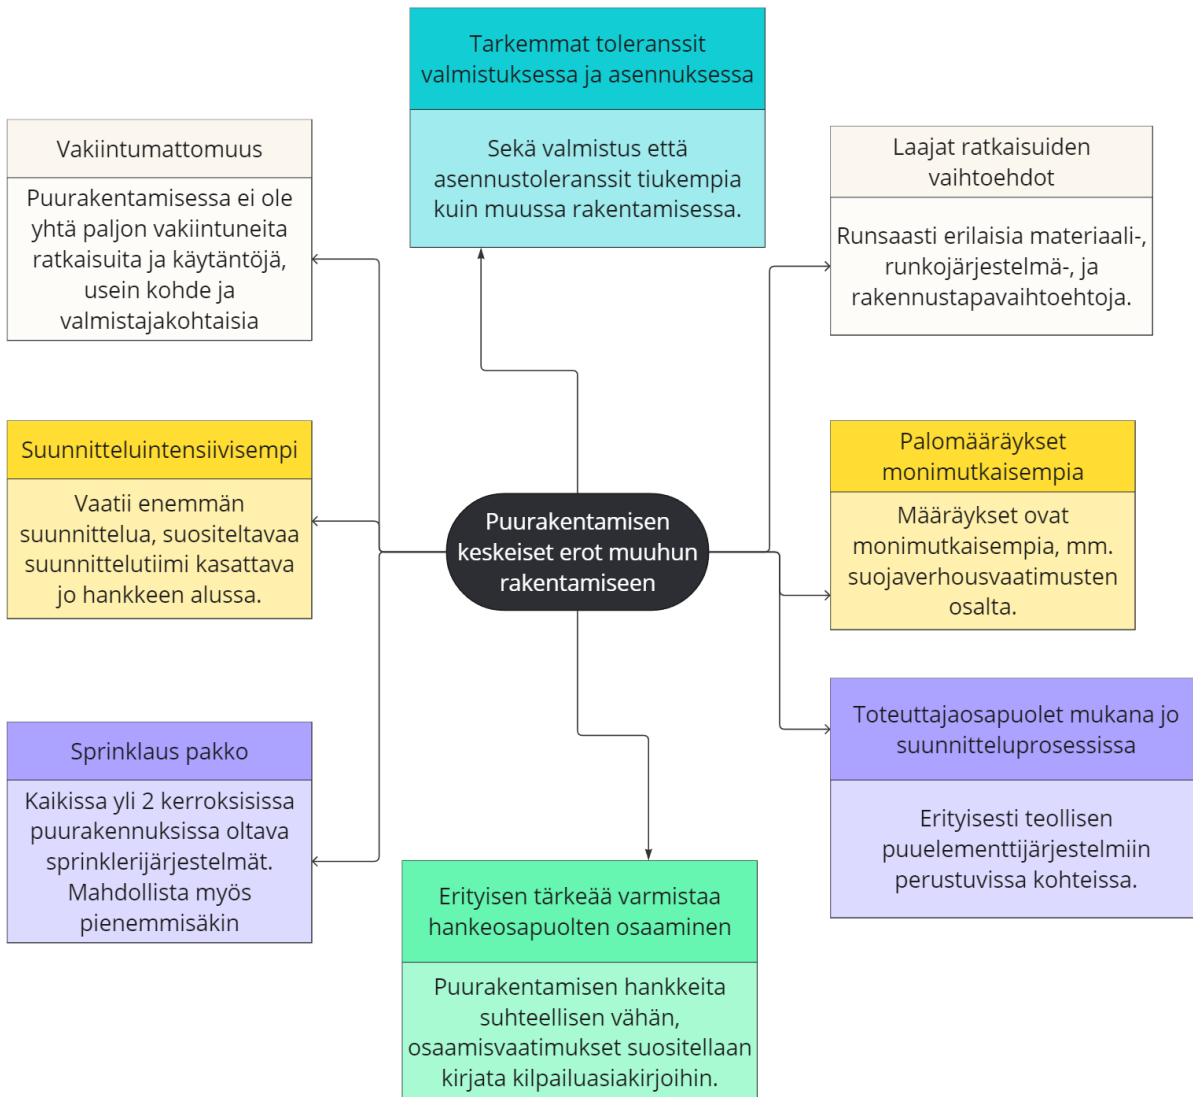 Tarkemmat toleranssit
valmistuksessa ja asennuksessa
Sekä valmistus että
asennustoleranssit tiukempia
kuin muussa rakentamisessa.
Vakiintumattomuus
Puurakentamisessa ei ole
yhtä paljon vakiintuneita
ratkaisuita ja käytäntöjä,
usein kohde ja
valmistajakohtaisia
Laajat ratkaisuiden
vaihtoehdot
Runsaasti erilaisia materiaali-,
runkojärjestelmä-, ja
rakennustapavaihtoehtoja.
Suunnitteluintensiivisempi
Vaatii enemmän
suunnittelua, suositeltavaa
suunnittelutiimi kasattava
jo hankkeen alussa.
Puurakentamisen
keskeiset erot muuhun
rakentamiseen
Palomääräykset
monimutkaisempia
Määräykset ovat
monimutkaisempia, mm.
suojaverhousvaatimusten
osalta.
Sprinklaus pakko
Kaikissa yli 2 kerroksisissa
puurakennuksissa oltava
sprinklerijärjestelmät.
Mahdollista myös
pienemmisäkin
Toteuttajaosapuolet mukana jo
suunnitteluprosessissa
Erityisesti teollisen
puuelementtijärjestelmiin
perustuvissa kohteissa.
Erityisen tärkeää varmistaa
hankeosapuolten osaaminen
Puurakentamisen hankkeita
suhteellisen vähän,
osaamisvaatimukset suositellaan
kirjata kilpailuasiakirjoihin.